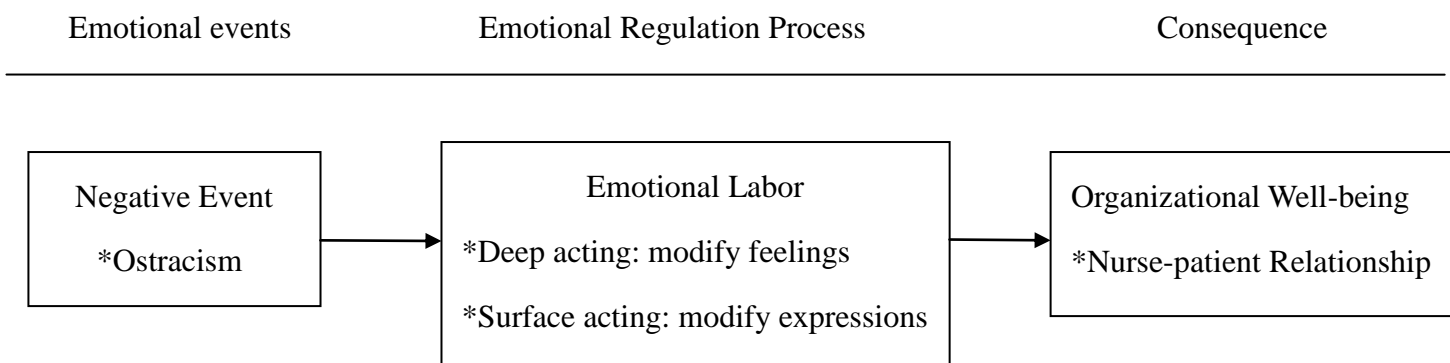 Emotional events
Emotional Regulation Process
Consequence
Negative Event
*Ostracism
Emotional Labor
*Deep acting: modify feelings
*Surface acting: modify expressions
Organizational Well-being
*Nurse-patient Relationship